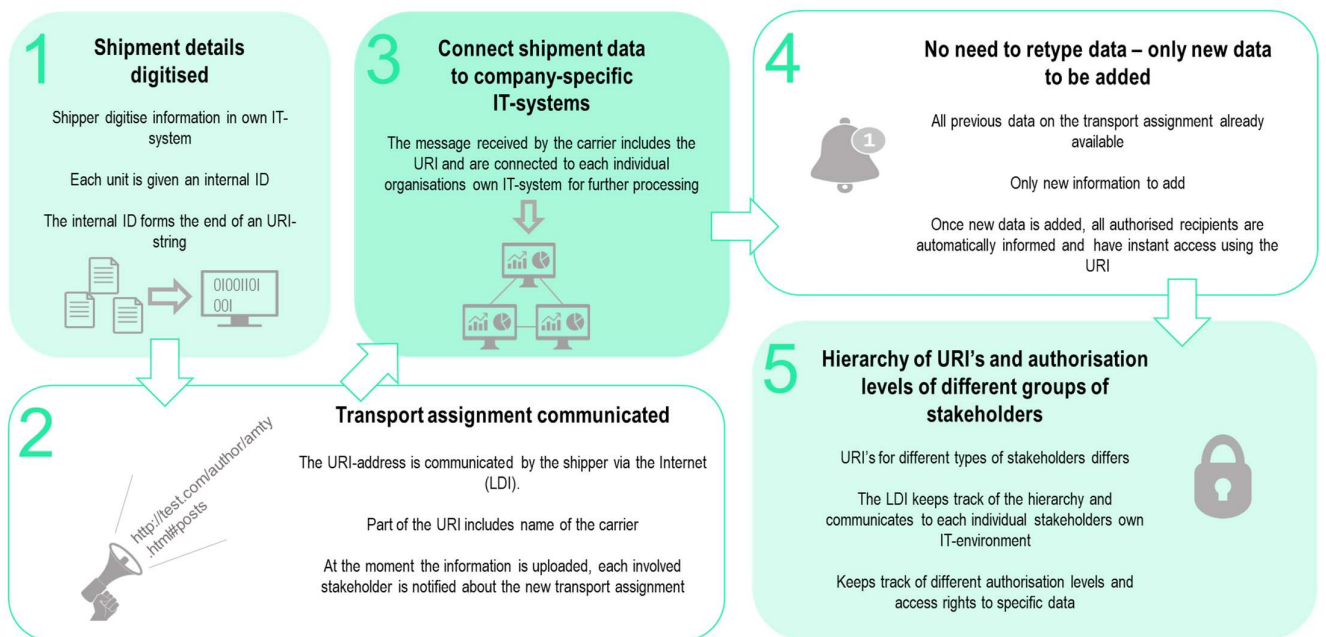 1
Shipment details
digitised
Shipper digitise information in own IT-
system
Each unit is given an internal ID
The internal ID forms the end of an URI-
string
01001101
001
2
Transport assignment communicated
http://test.com/author/amty
.html#posts
The URI-address is communicated by the shipper via the Internet
(LDI).
Part of the URI includes name of the carrier
At the moment the information is uploaded, each involved
stakeholder is notified about the new transport assignment
3
Connect shipment data
to company-specific
IT-systems
The message received by the carrier includes the
URI and are connected to each individual
organisations own IT-system for further processing
4
No need to retype data – only new data
to be added
1
All previous data on the transport assignment already
available
Only new information to add
Once new data is added, all authorised recipients are
automatically informed and have instant access using the
URI
5
Hierarchy of URI's and authorisation
levels of different groups of
stakeholders
URI's for different types of stakeholders differs
The LDI keeps track of the hierarchy and
communicates to each individual stakeholders own
IT-environment
Keeps track of different authorisation levels and
access rights to specific data